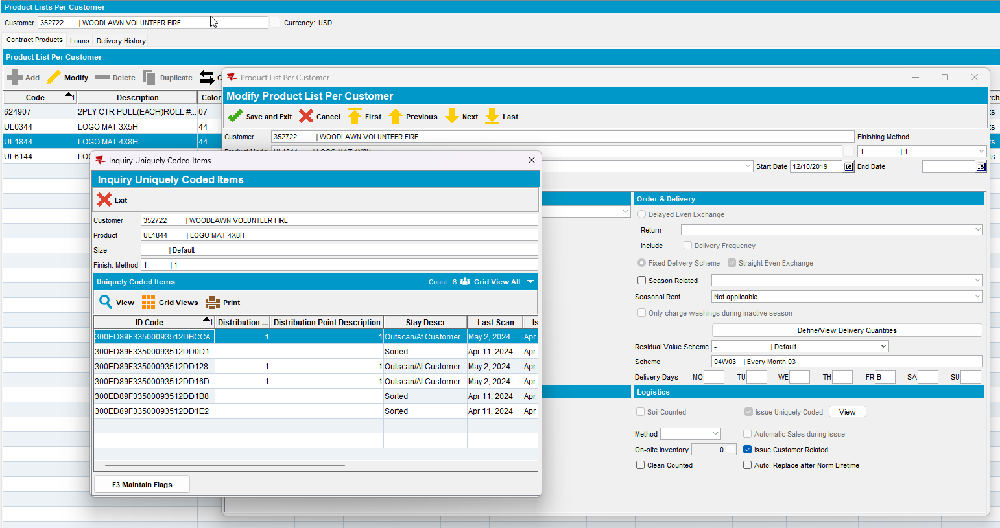 Product Lists Per Customer
Customer 352722 | WOODLAWN VOLUNTEER FIRE ... Currency: USD
Contract Products Loans Delivery History
Product List Per Customer
Add Modify Delete Duplicate
Code 1 Description Color
624907 2PLY CTR PULL(EACH)ROLL #... 07
UL0344 LOGO MAT 3X5H 44
UL1844 LOGO MAT 4X8H 44
UL6144
Product List Per Customer
Modify Product List Per Customer
Save and Exit Cancel First Previous Next Last
Customer 352722 | WOODLAWN VOLUNTEER FIRE Finishing Method
Product/Model UL1844 | LOGO MAT 4X8H ... 1 | 1
Start Date 12/10/2019 16 End Date 16
Order & Delivery
Delayed Even Exchange
Return
Include Delivery Frequency
Fixed Delivery Scheme Straight Even Exchange
Season Related
Seasonal Rent Not applicable
Only charge washings during inactive season
Define/View Delivery Quantities
Residual Value Scheme - | Default
Scheme 04W03 | Every Month 03
Delivery Days MO TU WE TH FR B SA SU
Logistics
Soil Counted Issue Uniquely Coded View
Method Automatic Sales during Issue
On-site Inventory 0 ... Issue Customer Related
Clean Counted Auto. Replace after Norm Lifetime
Inquiry Uniquely Coded Items
Inquiry Uniquely Coded Items
Exit
Customer 352722 | WOODLAWN VOLUNTEER FIRE
Product UL1844 | LOGO MAT 4X8H
Size - | Default
Finish. Method 1 | 1
Uniquely Coded Items Count : 6 Grid View All
View Grid Views Print
ID Code 1 Distribution ... Distribution Point Description Stay Descr Last Scan Is
300ED89F33500093512DBCCA 1 1 Outscan/At Customer May 2, 2024 Apr
300ED89F33500093512DD0D1 Sorted Apr 11, 2024 Apr
300ED89F33500093512DD128 1 1 Outscan/At Customer May 2, 2024 Apr
300ED89F33500093512DD16D 1 1 Outscan/At Customer May 2, 2024 Apr
300ED89F33500093512DD1B8 Sorted Apr 11, 2024 Apr
300ED89F33500093512DD1E2 Sorted Apr 11, 2024 Apr
F3 Maintain Flags